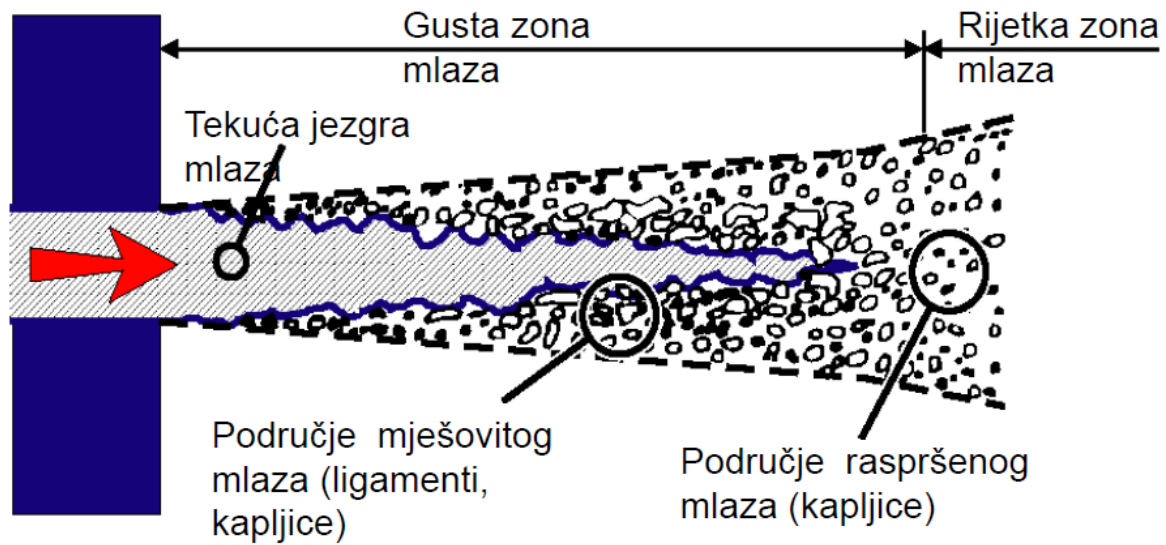 Gusta zona
mlaza
Rijetka zona
mlaza
Tekuća jezgra
mlaza
Područje mješovitog
mlaza (ligamenti,
kapljice)
Područje raspršenog
mlaza (kapljice)